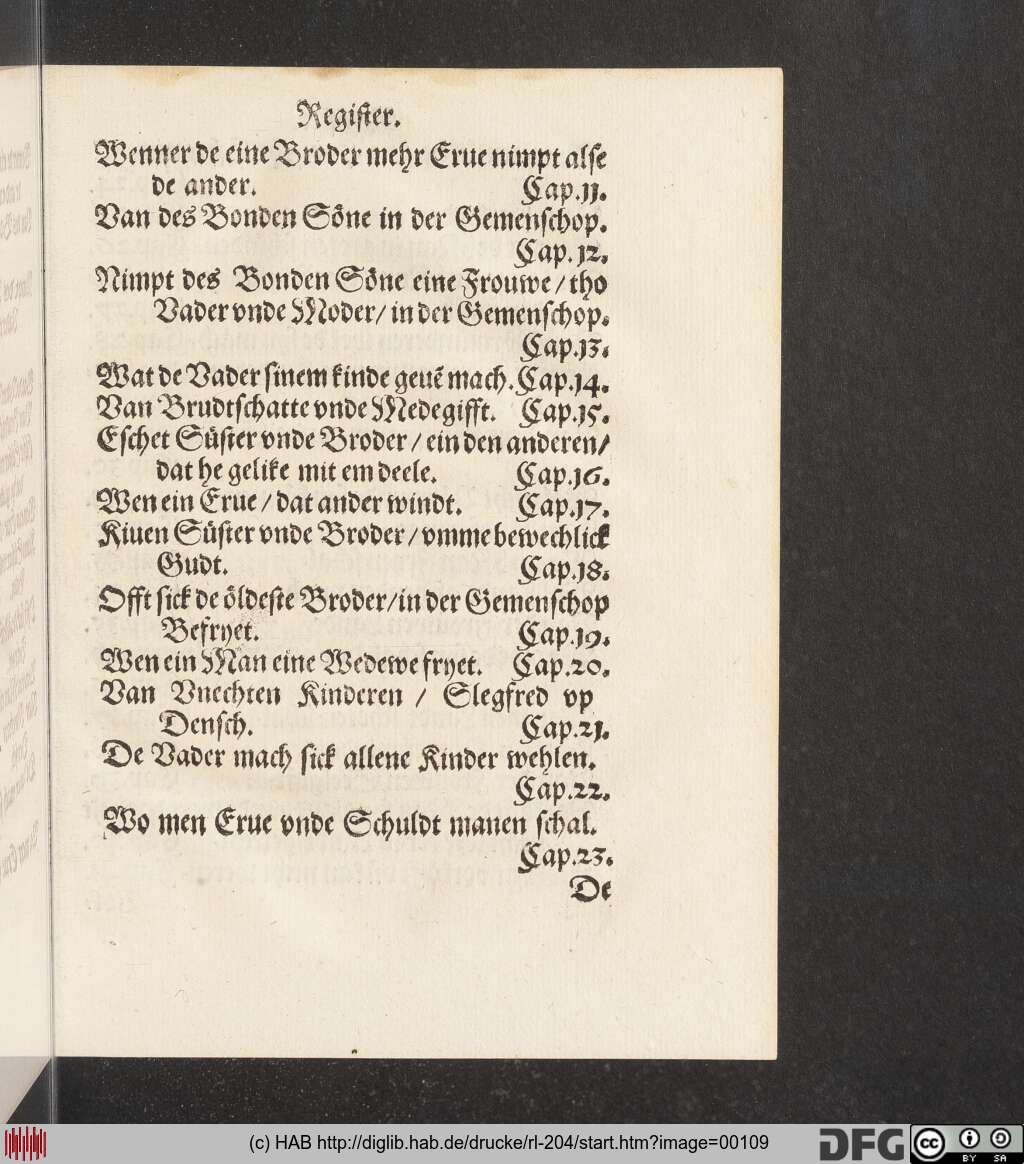 Register.
Wenner de eine Broder mehr Erue nimpt alse
de ander. Cap.11.
Van des Bonden Söne in der Gemenschop.
Cap.12.
Nimpt des Bonden Söne eine Frouwe / tho
Vader vnde Moder / in der Gemenschop.
Cap.13.
Wat de Vader sinem kinde geuē mach. Cap.14.
Van Brudtschatte vnde Medegifft. Cap.15.
Eschet Süster vnde Broder / ein den anderen /
dat he gelike mit em deele. Cap.16.
Wen ein Erue / dat ander windt. Cap.17.
Kiuen Süster vnde Broder / vmme bewechlick
Gudt. Cap.18.
Offt sick de öldeste Broder / in der Gemenschop
Befryet. Cap.19.
Wen ein Man eine Wedewe fryet. Cap.20.
Van Vnechten Kinderen / Slegfred vp
Densch. Cap.21.
De Vader mach sick allene Kinder wehlen.
Cap.22.
Wo men Erue vnde Schuldt manen schal.
Cap.23.
De
(c) HAB http://diglib.hab.de/drucke/rl-204/start.htm?image=00109
DFG
cc BY SA